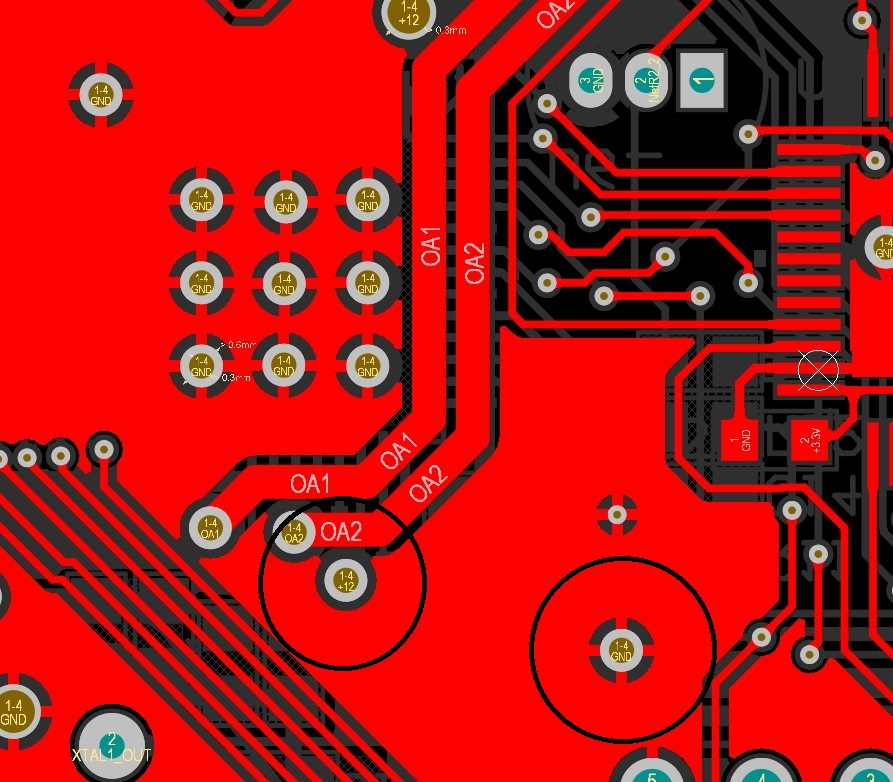 1-4
+12
0.3mm
OA2
3
GND
2
NetR2_2
1
1-4
GND
1-4
GND
1-4
GND
1-4
GND
1-4
GND
OA1
OA2
1-4
GND
1-4
GND
1-4
GND
0.6mm
1-4
GND
0.3mm
1-4
GND
1-4
GND
1
GND
2
+3.3V
OA1
OA2
OA1
1-4
OA1
1-4
OA2
OA2
1-4
+12
1-4
GND
1-4
GND
2
XTAL1_OUT
5
4
3